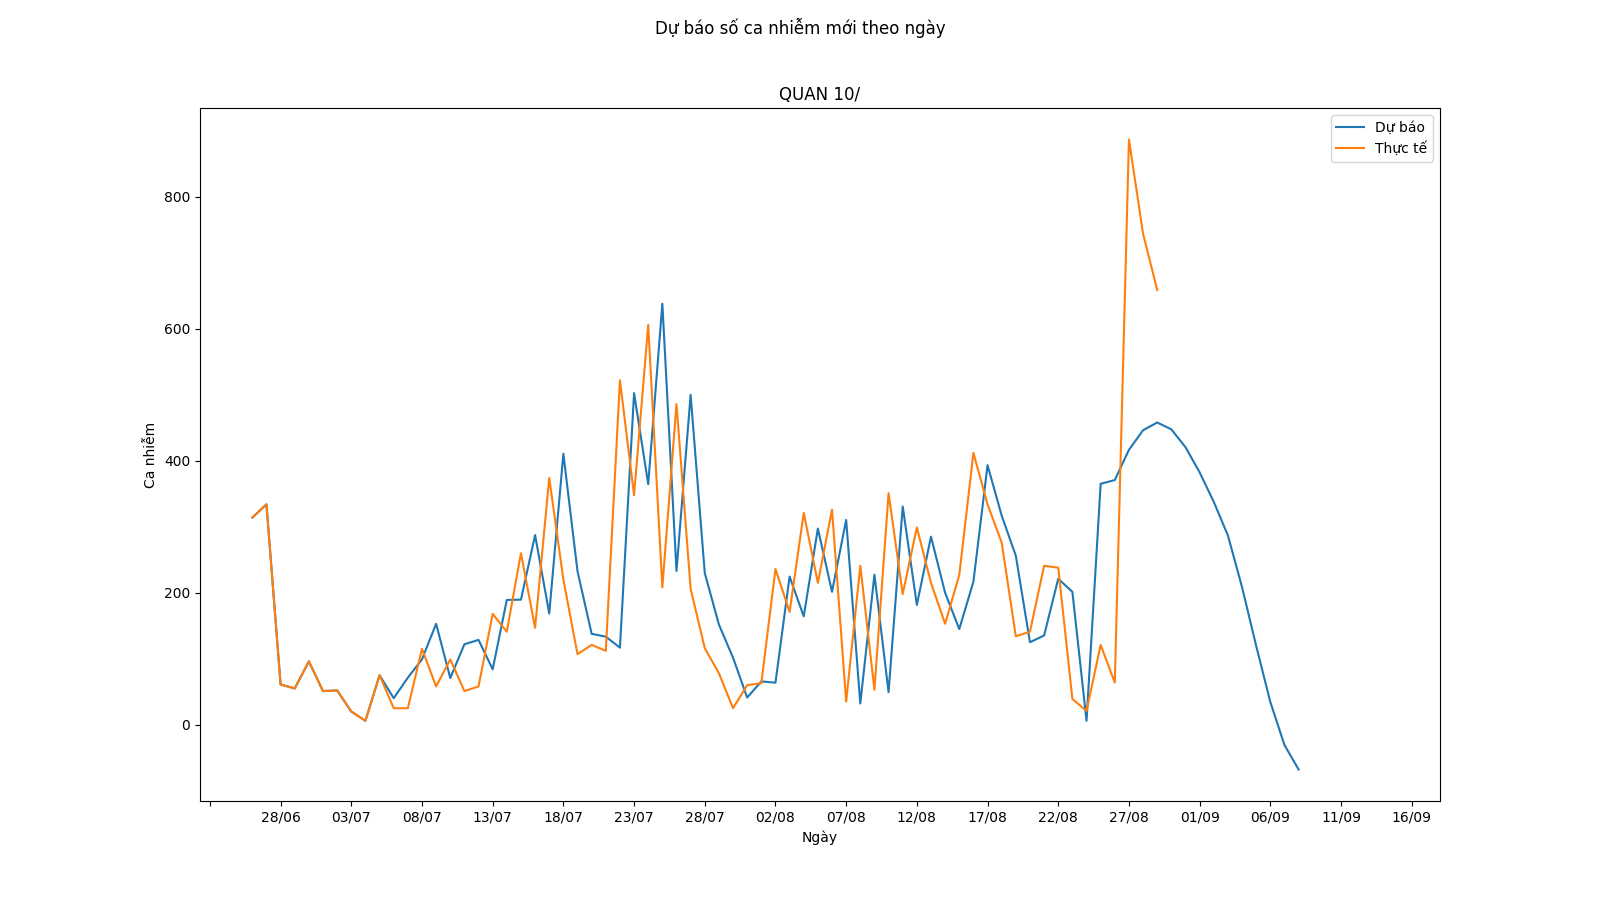 Dự báo số ca nhiễm mới theo ngày
QUAN 10/
Dự báo
Thực tế
800
600
400
200
0
Ca nhiễm
28/06 03/07 08/07 13/07 18/07 23/07 28/07 02/08 07/08 12/08 17/08 22/08 27/08 01/09 06/09 11/09 16/09
Ngày